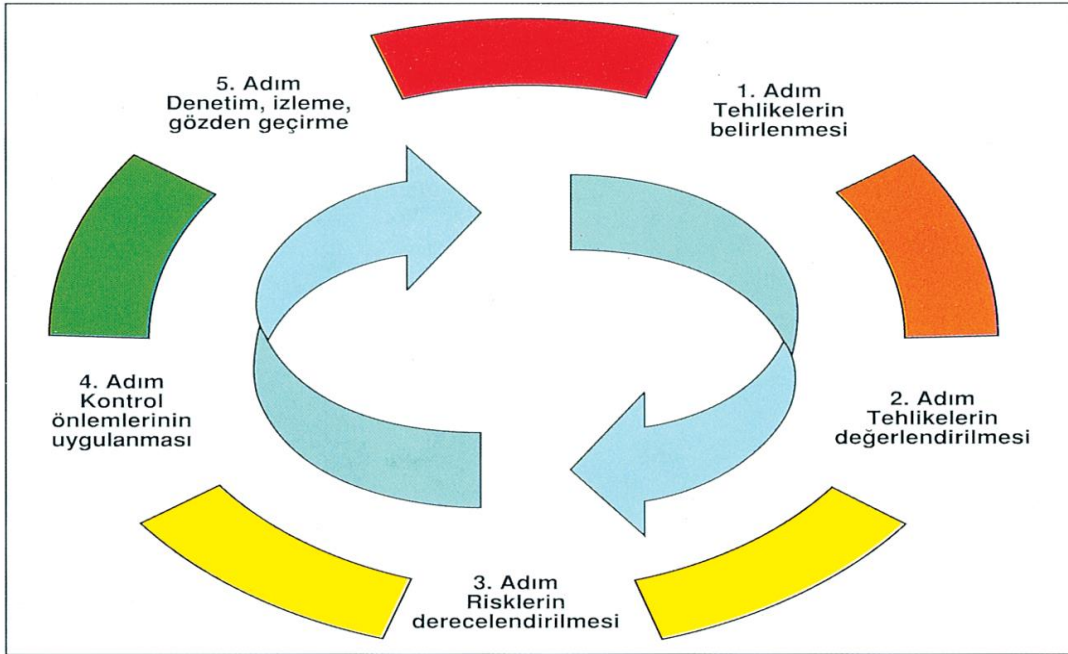 1. Adım
Tehlikelerin
belirlenmesi
2. Adım
Tehlikelerin
değerlendirilmesi
3. Adım
Risklerin
derecelendirilmesi
4. Adım
Kontrol
önlemlerinin
uygulanması
5. Adım
Denetim, izleme,
gözden geçirme